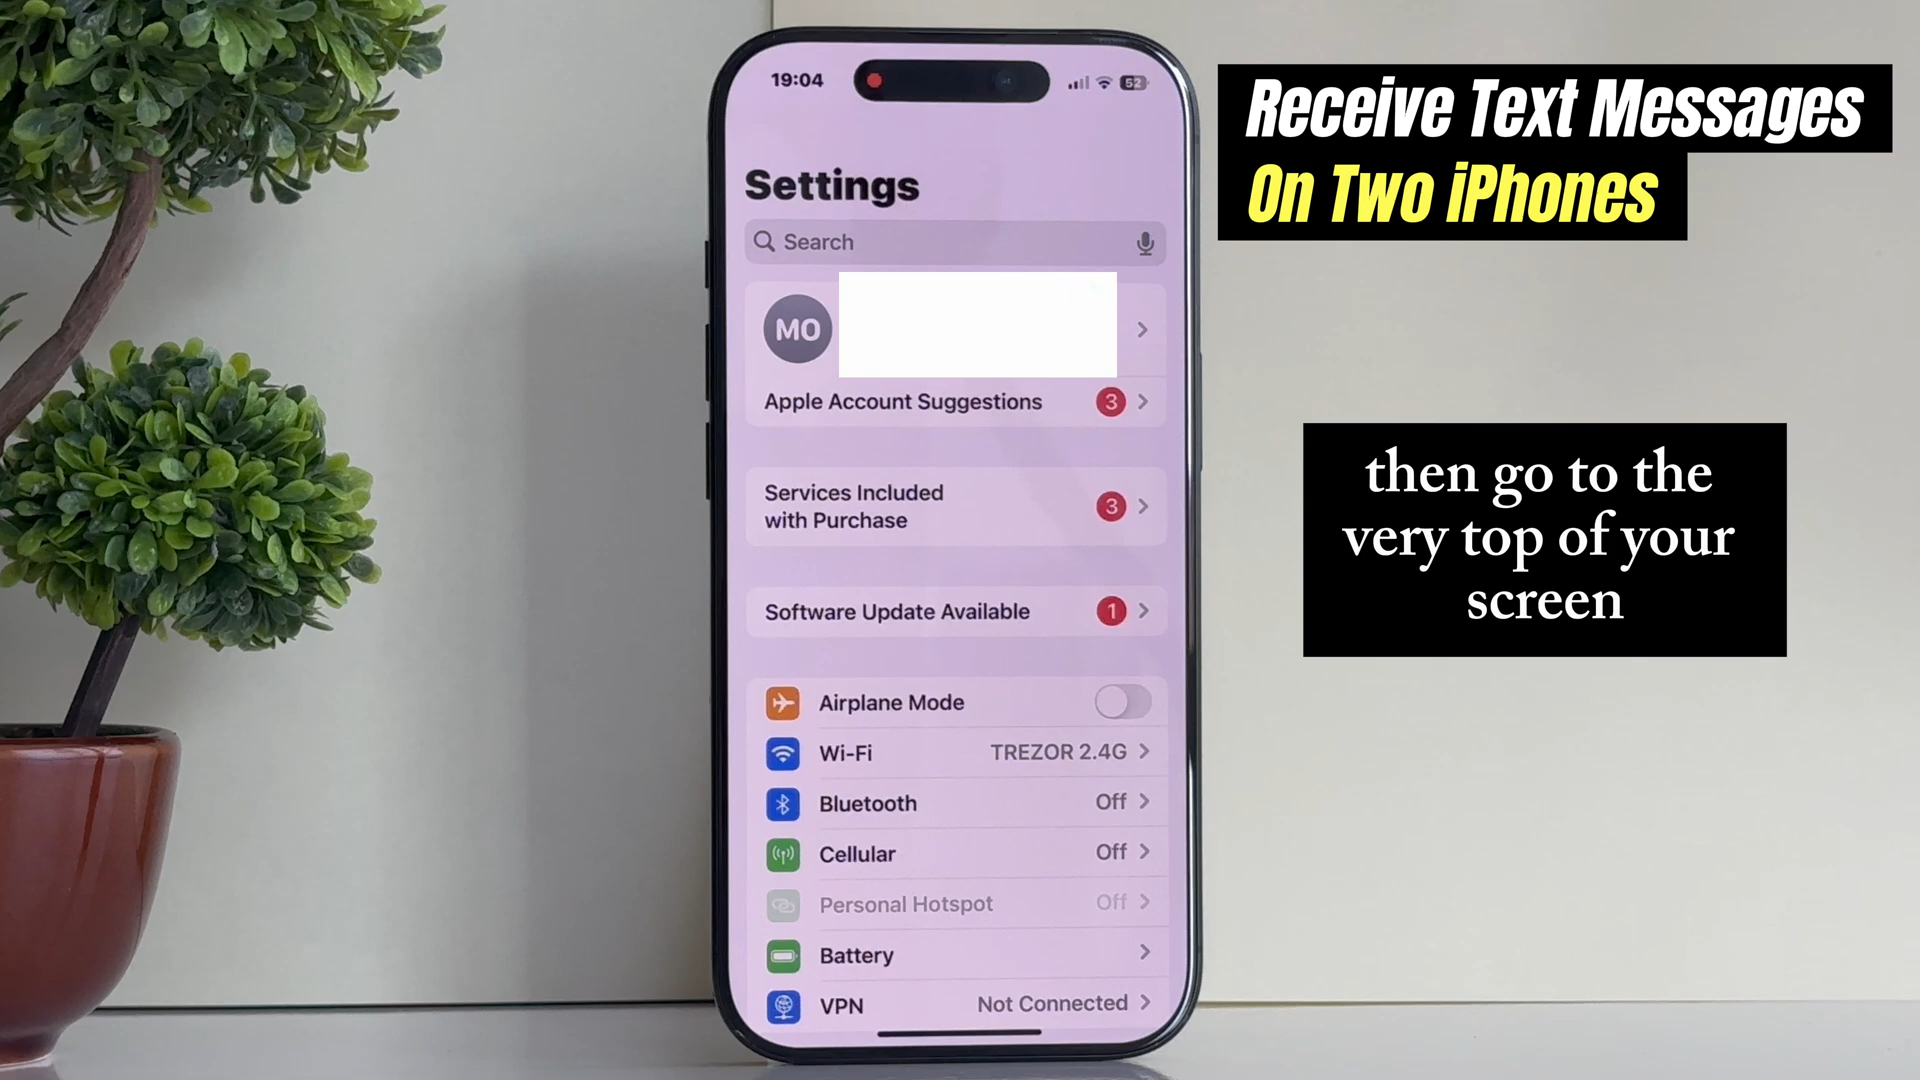 19:04
52
Receive Text Messages
On Two iPhones
Settings
Search
MO
Apple Account Suggestions 3
Services Included
with Purchase
3
Software Update Available 1
then go to the
very top of your
screen
Airplane Mode
Wi-Fi TREZOR 2.4G
Bluetooth Off
Cellular Off
Personal Hotspot Off
Battery
VPN Not Connected